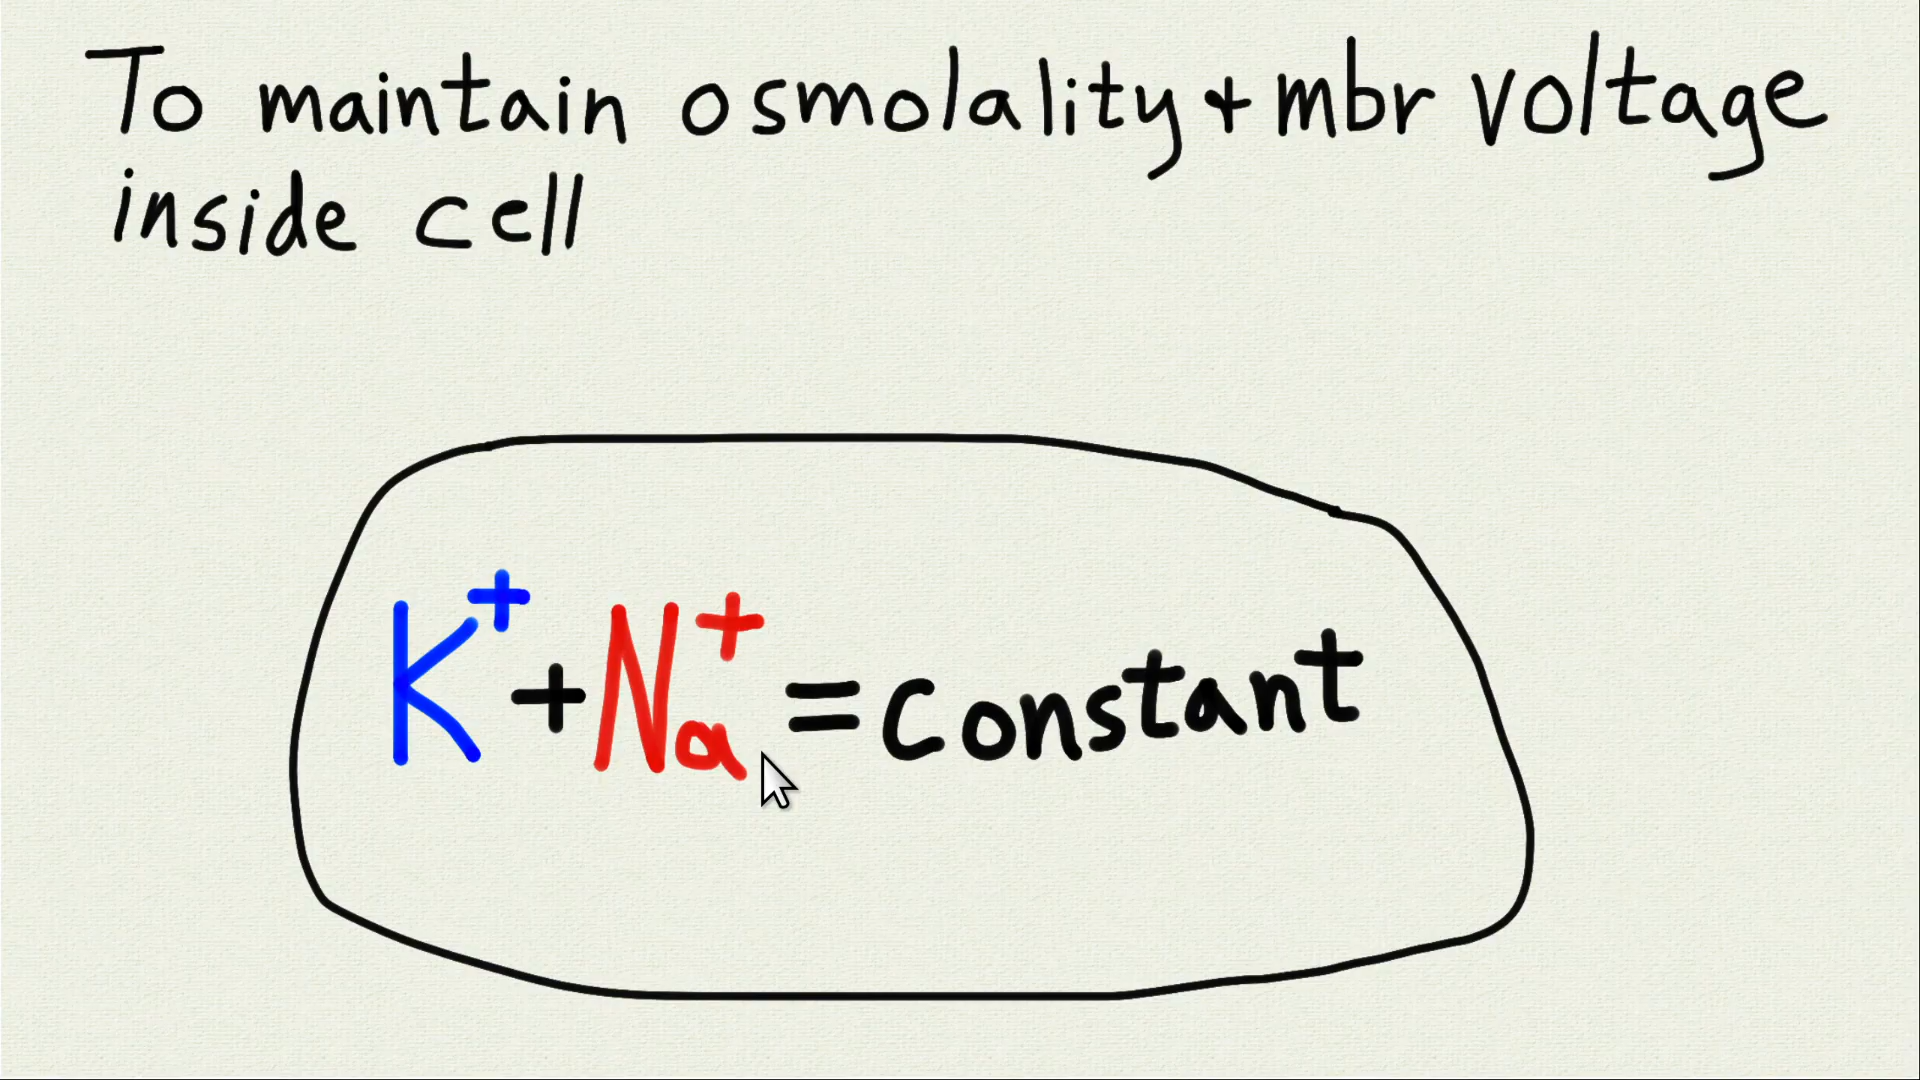 To maintain osmolality + mbr voltage
inside cell
K⁺ + Na⁺ = constant